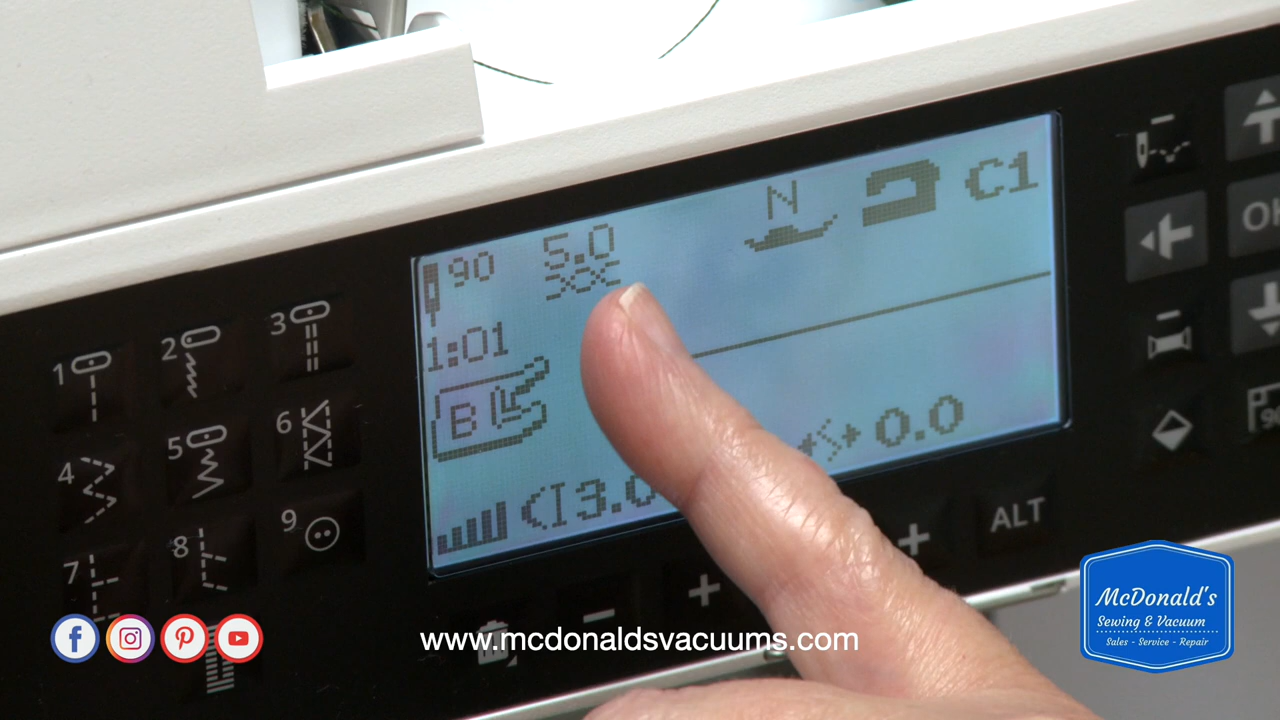 90
5.0
N
C1
1:01
B
3.0
0.0
1
2
3
4
5
6
7
8
9
ALT
www.mcdonaldsvacuums.com
McDonald's
Sewing & Vacuum
Sales - Service - Repair